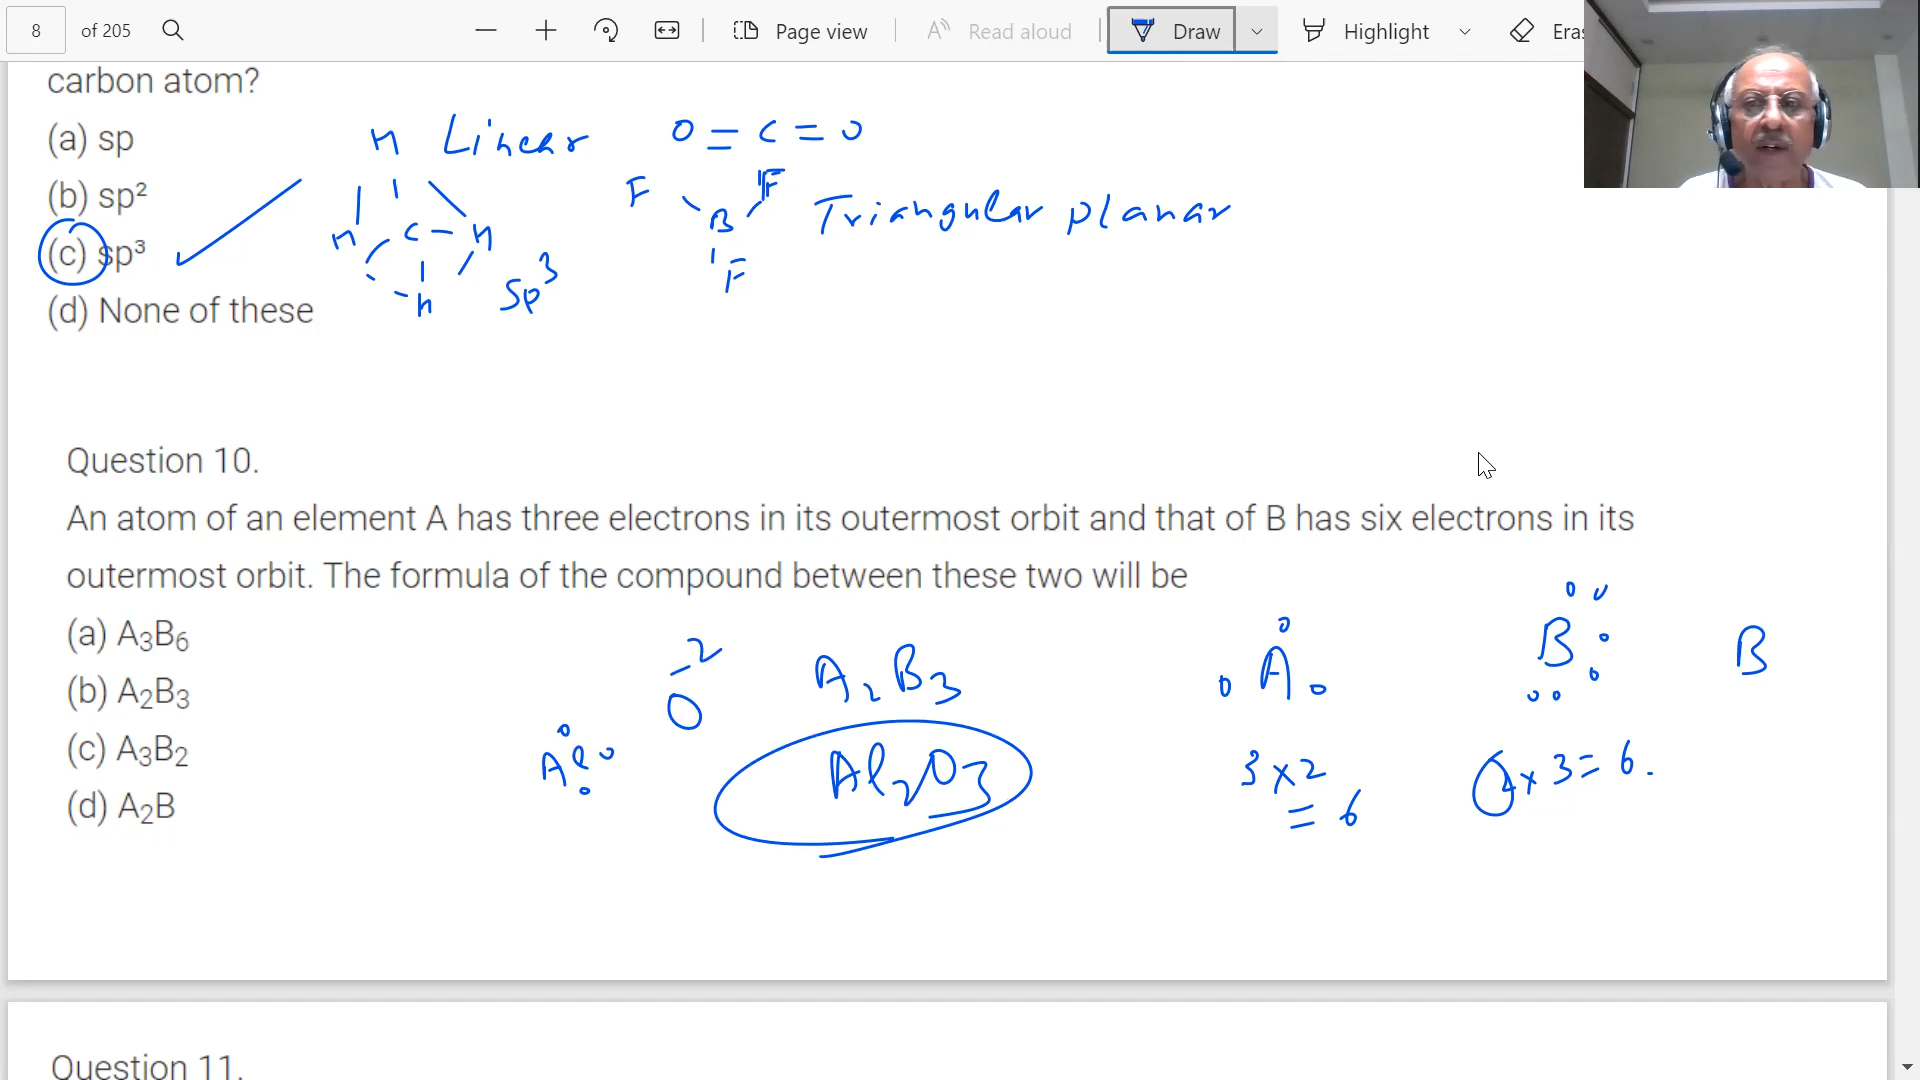 8 of 205 Page view Read aloud Draw Highlight Eras
carbon atom?
(a) sp
(b) sp²
(c) sp³
(d) None of these
H Linear O = C = O
F F
B Triangular planar
H C - H
F
H sp³
Question 10.
An atom of an element A has three electrons in its outermost orbit and that of B has six electrons in its
outermost orbit. The formula of the compound between these two will be
(a) A₃B₆
(b) A₂B₃
(c) A₃B₂
(d) A₂B
-2
O
A₂B₃
A
B
B
Al
Al₂O₃
3 x 2
= 6
2 x 3 = 6.
Question 11.